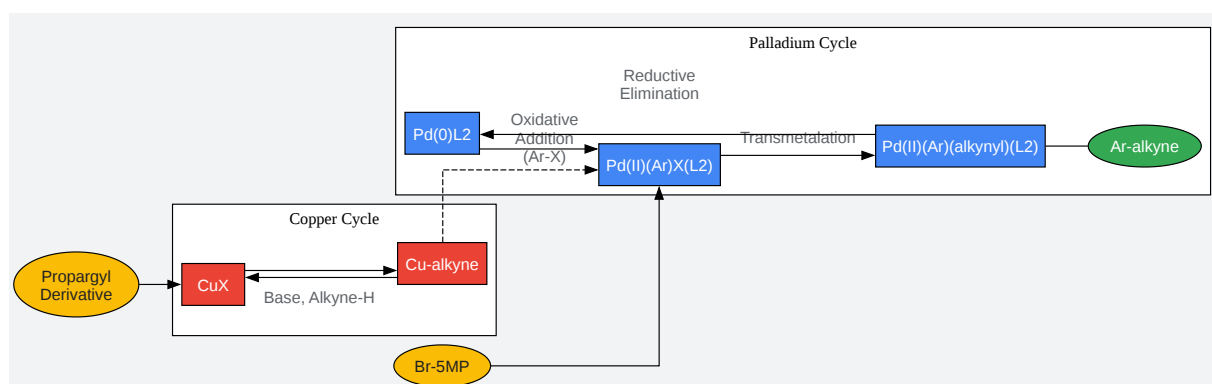 Palladium Cycle
Reductive
Elimination
Oxidative
Addition
(Ar-X)
Pd(0)L2
Transmetalation
Pd(II)(Ar)X(L2)
Pd(II)(Ar)(alkynyl)(L2)
Ar-alkyne
Copper Cycle
Propargyl
Derivative
CuX
Cu-alkyne
Base, Alkyne-H
Br-5MP